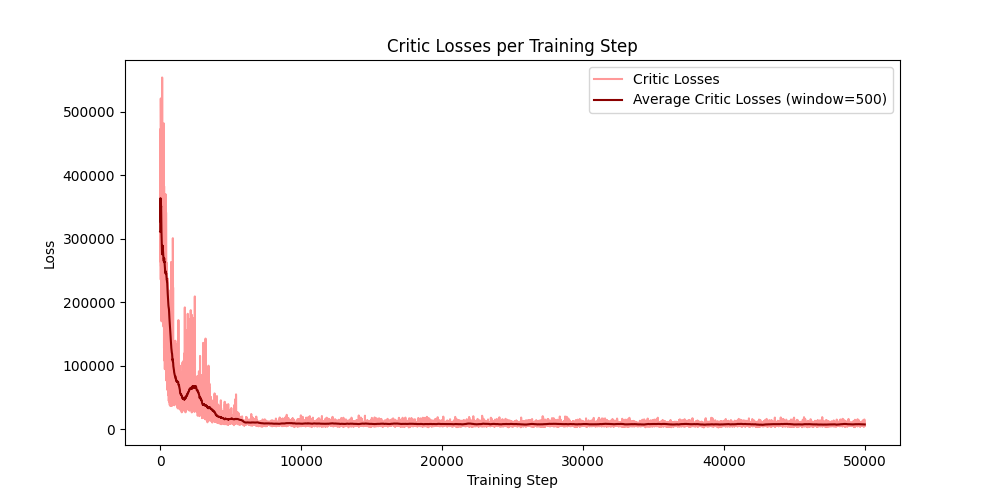 Critic Losses per Training Step
Critic Losses
Average Critic Losses (window=500)
500000
400000
300000
200000
100000
0
Loss
0
10000
20000
30000
40000
50000
Training Step